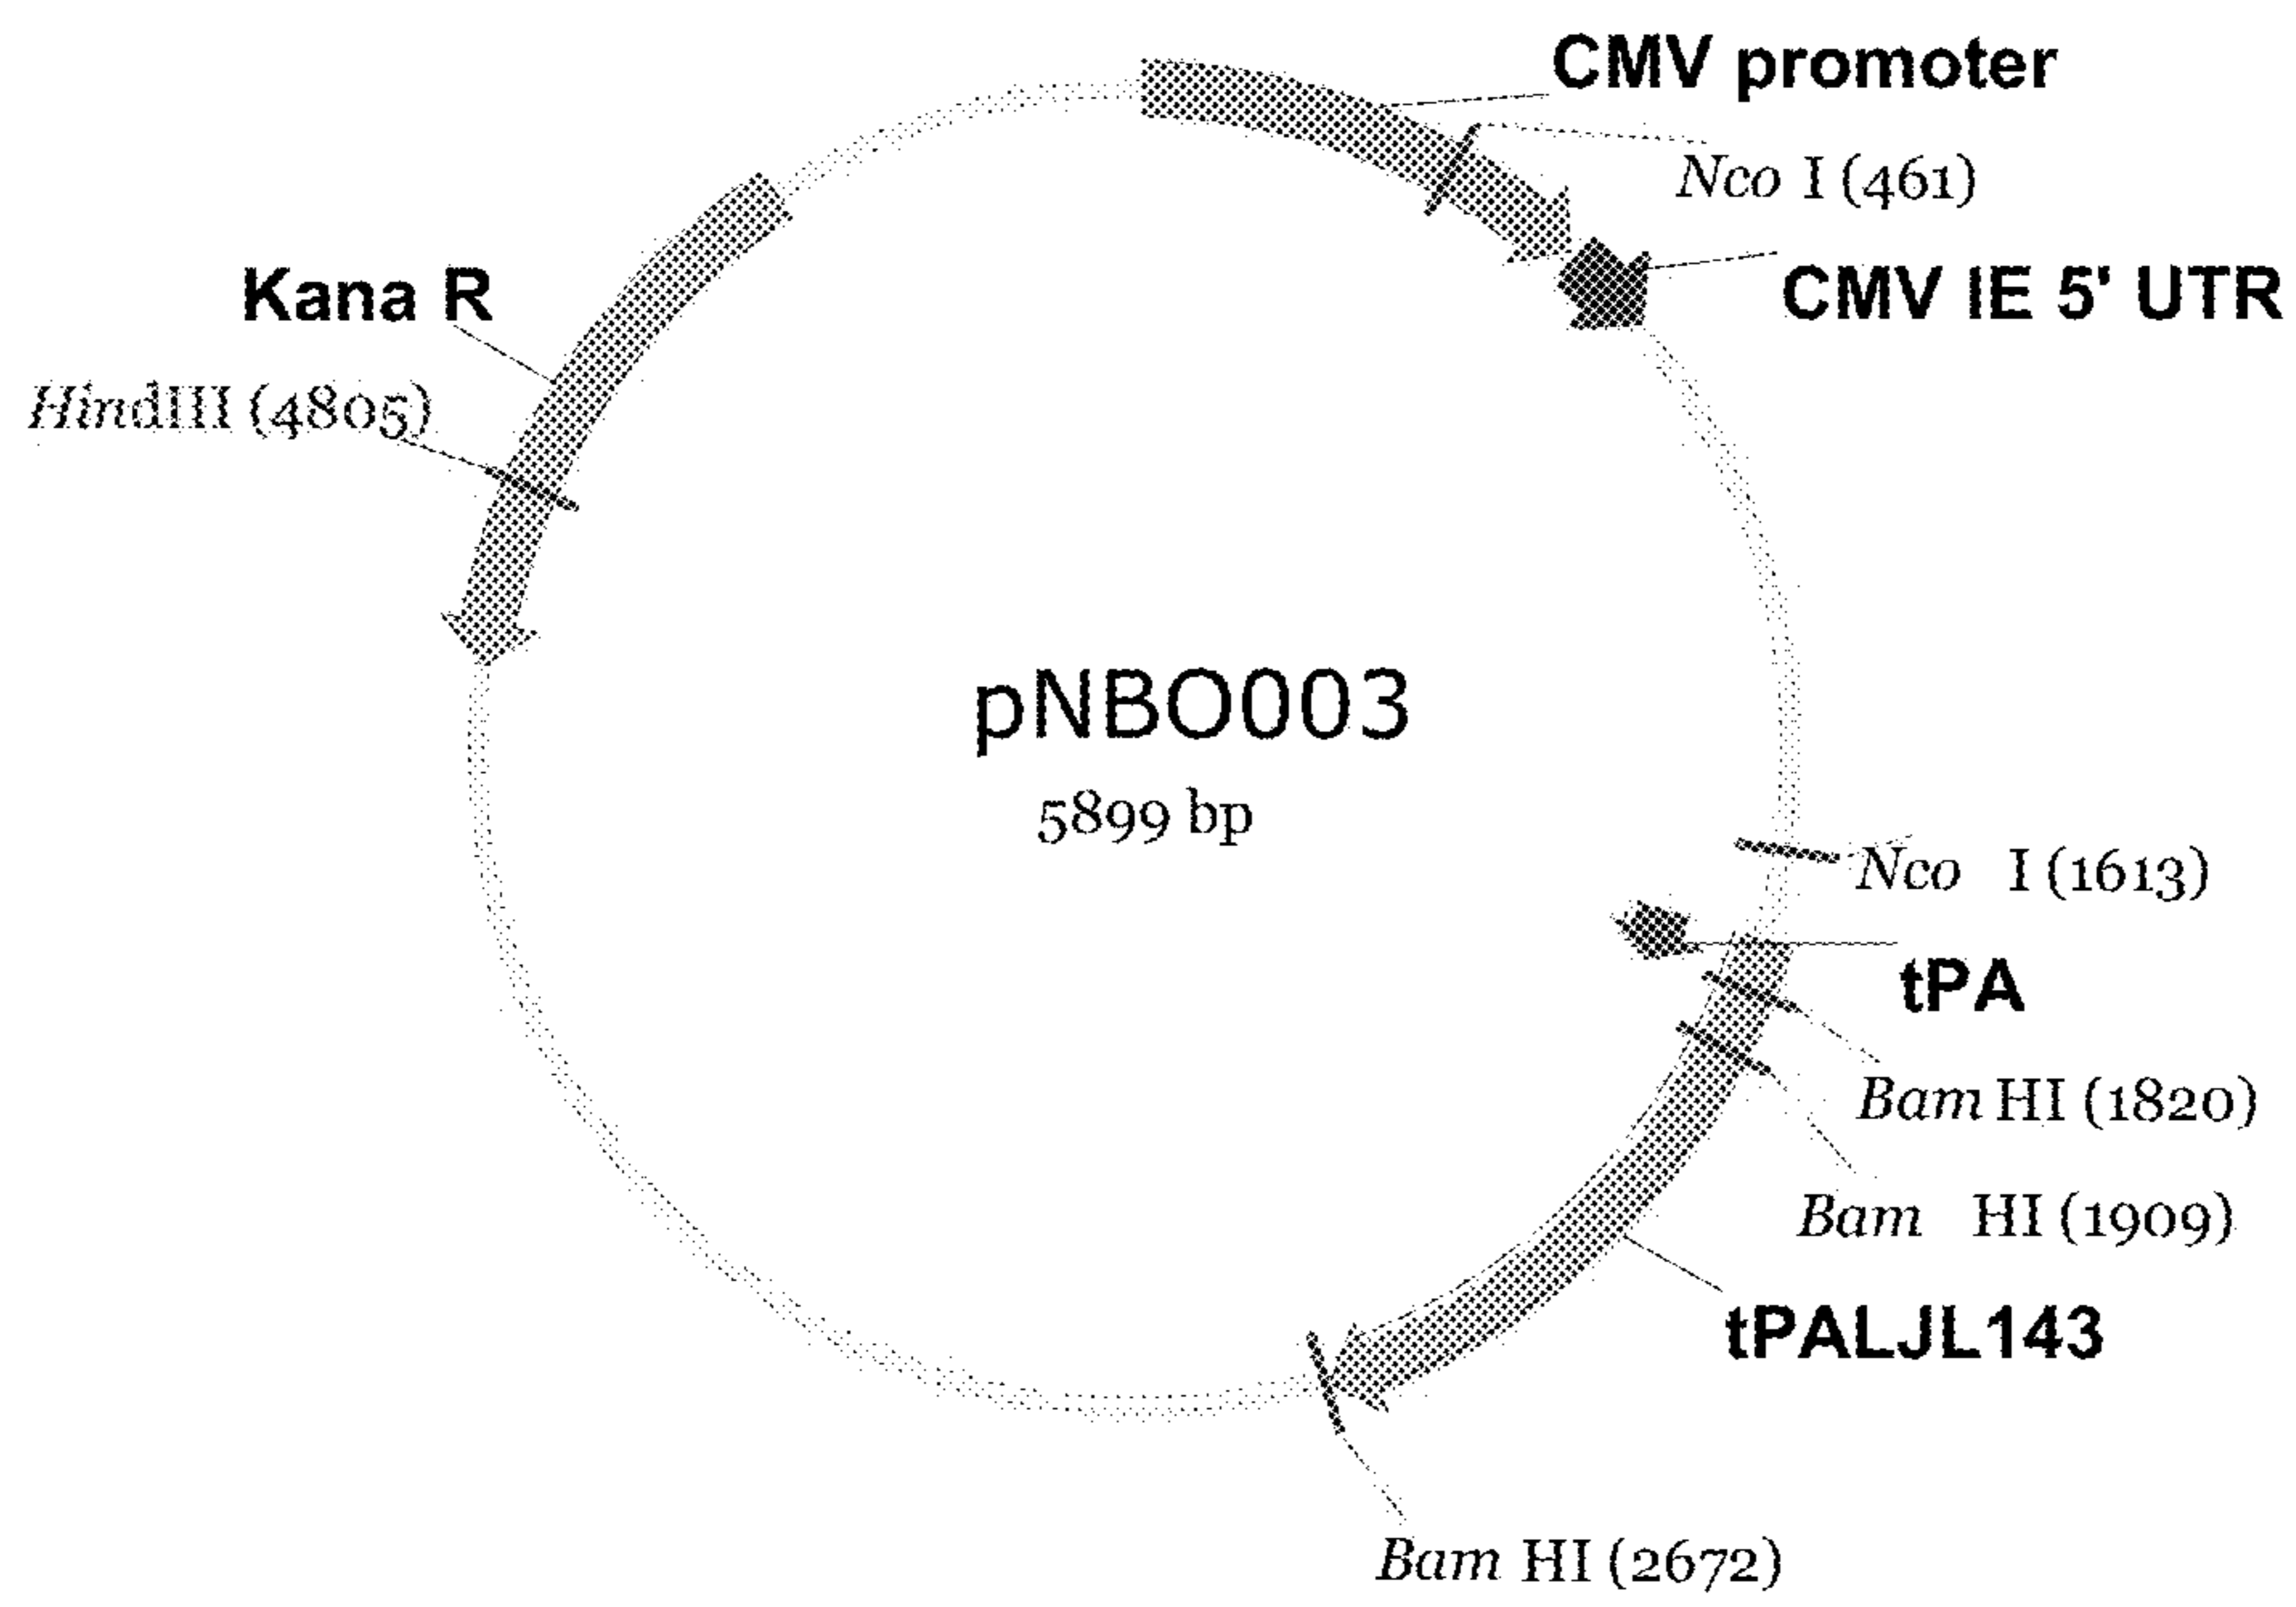 CMV promoter
Nco I (461)
CMV IE 5' UTR
Kana R
HindIII (4805)
pNBO003
5899 bp
Nco I (1613)
tPA
Bam HI (1820)
Bam HI (1909)
tPALJL143
Bam HI (2672)